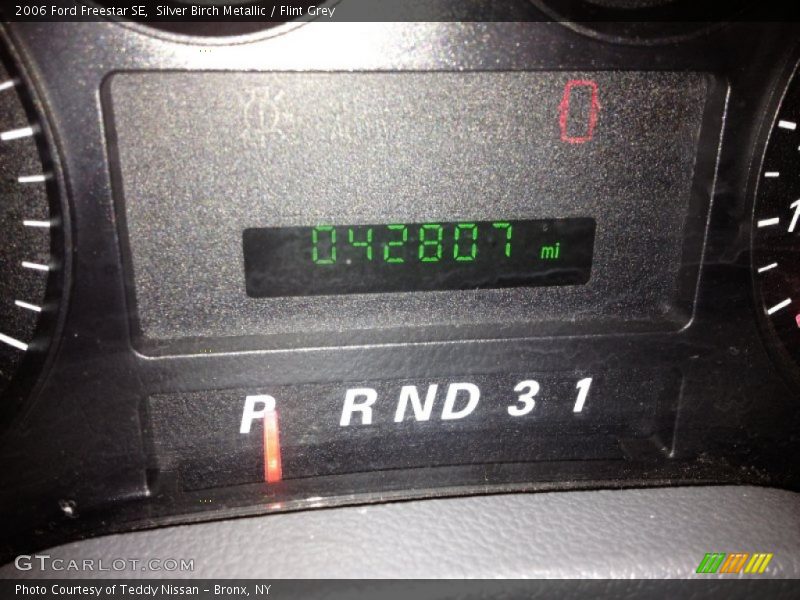 2006 Ford Freestar SE,  Silver Birch Metallic / Flint Grey
042807 mi
P R N D 3 1
GTCARLOT.COM
Photo Courtesy of Teddy Nissan – Bronx, NY